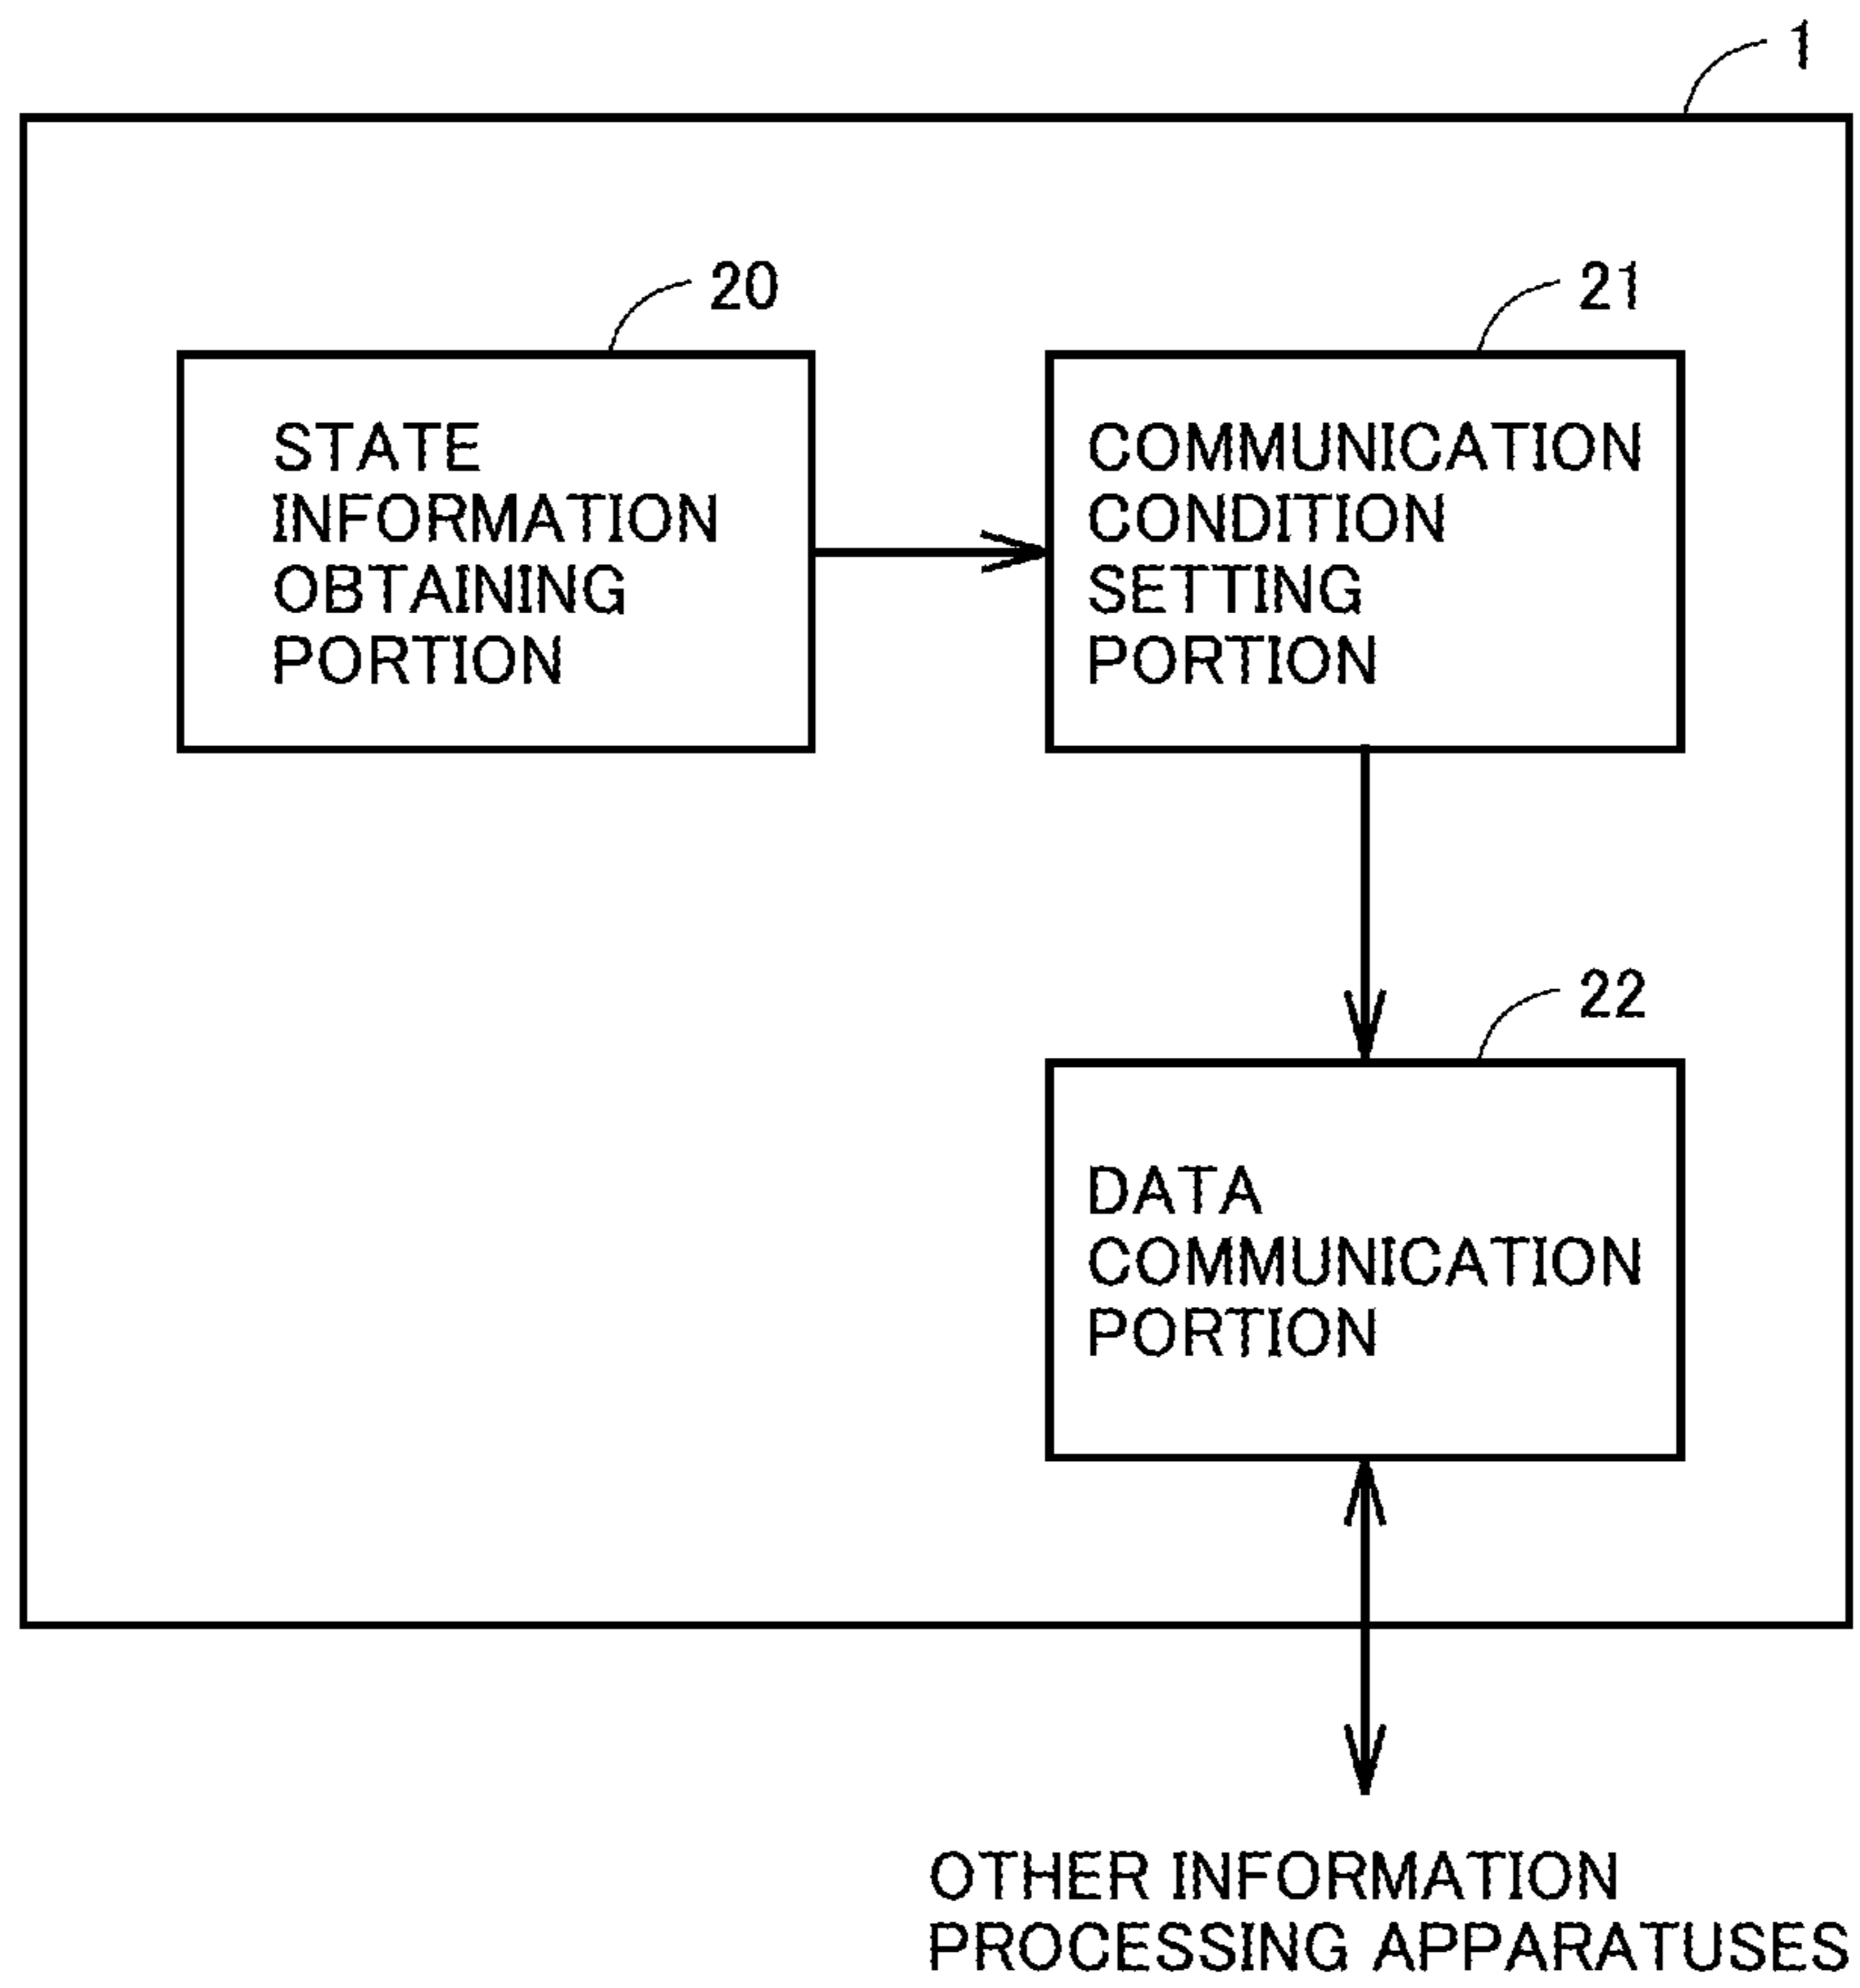 1
20
STATE
INFORMATION
OBTAINING
PORTION
21
COMMUNICATION
CONDITION
SETTING
PORTION
22
DATA
COMMUNICATION
PORTION
OTHER INFORMATION
PROCESSING APPARATUSES